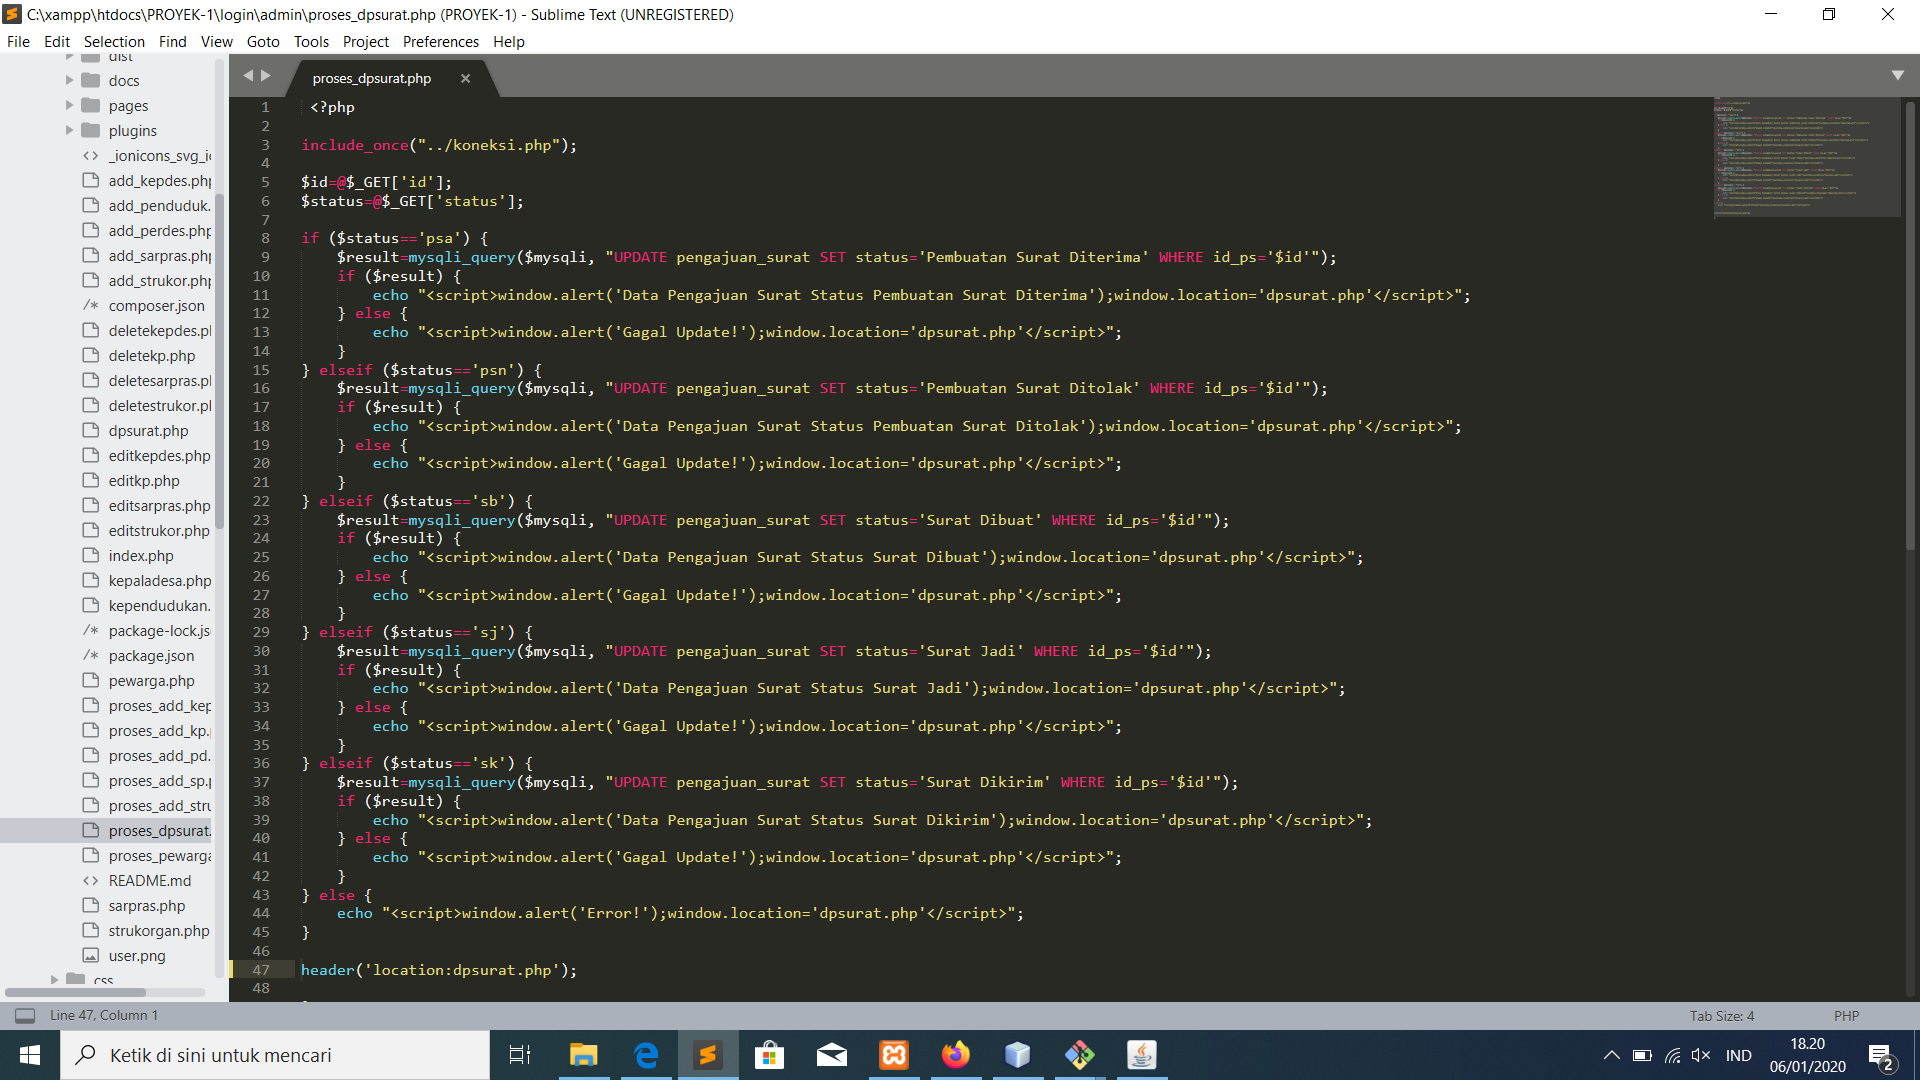 C:\xampp\htdocs\PROYEK-1\login\admin\proses_dpsurat.php (PROYEK-1) - Sublime Text (UNREGISTERED)
File Edit Selection Find View Goto Tools Project Preferences Help
dist
docs
pages
plugins
_ionicons_svg_ic
add_kepdes.php
add_penduduk.
add_perdes.php
add_sarpras.php
add_strukor.php
composer.json
deletekepdes.pl
deletekp.php
deletesarpras.pl
deletestrukor.pl
dpsurat.php
editkepdes.php
editkp.php
editsarpras.php
editstrukor.php
index.php
kepaladesa.php
kependudukan.
package-lock.js
package.json
pewarga.php
proses_add_kep
proses_add_kp.
proses_add_pd.
proses_add_sp.p
proses_add_stru
proses_dpsurat.
proses_pewarga
README.md
sarpras.php
strukorgan.php
user.png
css
proses_dpsurat.php
1 <?php
2
3 include_once("../koneksi.php");
4
5 $id=@$_GET['id'];
6 $status=@$_GET['status'];
7
8 if ($status=='psa') {
9 $result=mysqli_query($mysqli, "UPDATE pengajuan_surat SET status='Pembuatan Surat Diterima' WHERE id_ps='$id'");
10 if ($result) {
11 echo "<script>window.alert('Data Pengajuan Surat Status Pembuatan Surat Diterima');window.location='dpsurat.php'</script>";
12 } else {
13 echo "<script>window.alert('Gagal Update!');window.location='dpsurat.php'</script>";
14 }
15 } elseif ($status=='psn') {
16 $result=mysqli_query($mysqli, "UPDATE pengajuan_surat SET status='Pembuatan Surat Ditolak' WHERE id_ps='$id'");
17 if ($result) {
18 echo "<script>window.alert('Data Pengajuan Surat Status Pembuatan Surat Ditolak');window.location='dpsurat.php'</script>";
19 } else {
20 echo "<script>window.alert('Gagal Update!');window.location='dpsurat.php'</script>";
21 }
22 } elseif ($status=='sb') {
23 $result=mysqli_query($mysqli, "UPDATE pengajuan_surat SET status='Surat Dibuat' WHERE id_ps='$id'");
24 if ($result) {
25 echo "<script>window.alert('Data Pengajuan Surat Status Surat Dibuat');window.location='dpsurat.php'</script>";
26 } else {
27 echo "<script>window.alert('Gagal Update!');window.location='dpsurat.php'</script>";
28 }
29 } elseif ($status=='sj') {
30 $result=mysqli_query($mysqli, "UPDATE pengajuan_surat SET status='Surat Jadi' WHERE id_ps='$id'");
31 if ($result) {
32 echo "<script>window.alert('Data Pengajuan Surat Status Surat Jadi');window.location='dpsurat.php'</script>";
33 } else {
34 echo "<script>window.alert('Gagal Update!');window.location='dpsurat.php'</script>";
35 }
36 } elseif ($status=='sk') {
37 $result=mysqli_query($mysqli, "UPDATE pengajuan_surat SET status='Surat Dikirim' WHERE id_ps='$id'");
38 if ($result) {
39 echo "<script>window.alert('Data Pengajuan Surat Status Surat Dikirim');window.location='dpsurat.php'</script>";
40 } else {
41 echo "<script>window.alert('Gagal Update!');window.location='dpsurat.php'</script>";
42 }
43 } else {
44 echo "<script>window.alert('Error!');window.location='dpsurat.php'</script>";
45 }
46
47 header('location:dpsurat.php');
48
Line 47, Column 1
Tab Size: 4
PHP
Ketik di sini untuk mencari
IND
18.20
06/01/2020
2